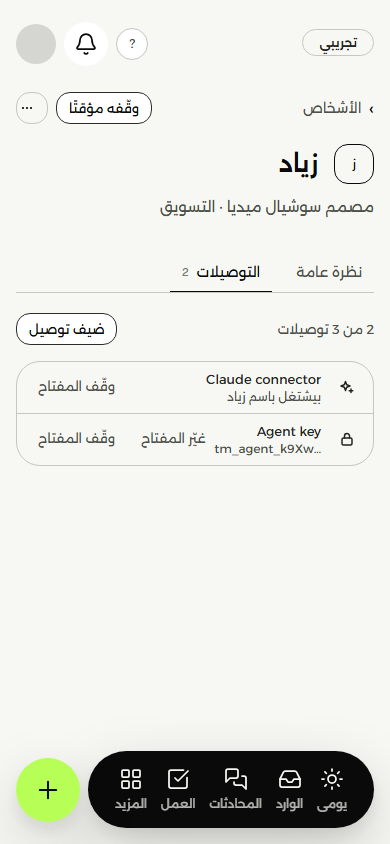 تجريبي
?
‹ الأشخاص
وقّفه مؤقتًا
...
ز
زياد
مصمم سوشيال ميديا · التسويق
نظرة عامة
التوصيلات 2
2 من 3 توصيلات
ضيف توصيل
Claude connector
بيشتغل باسم زياد
وقّف المفتاح
Agent key
tm_agent_k9Xw…
غيّر المفتاح
وقّف المفتاح
يومي
الوارد
المحادثات
العمل
المزيد